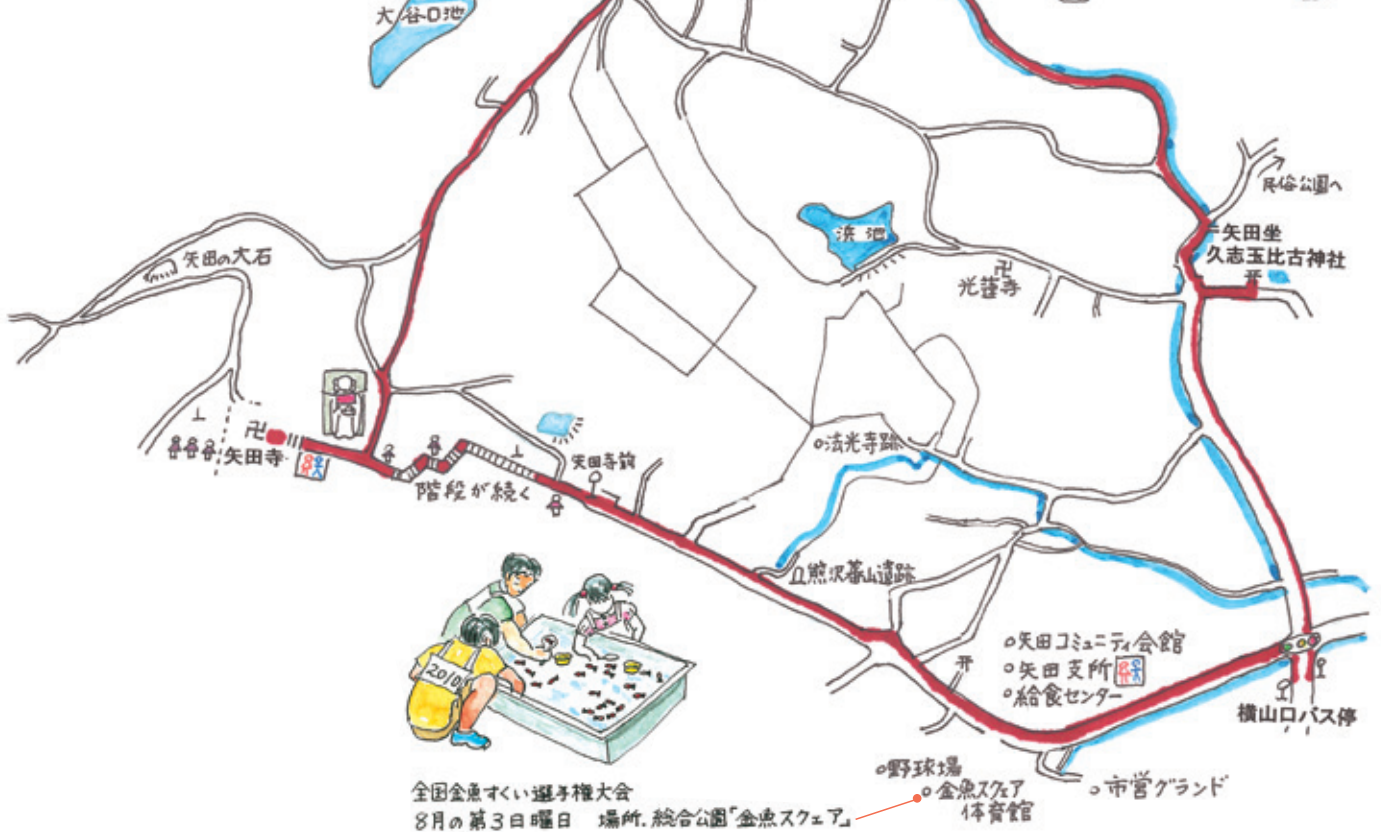 大谷口池
民俗公園へ
矢田坐
久志玉比古神社
浜池
光蓮寺
矢田の大石
卍
矢田寺
矢田寺前
階段が続く
法光寺跡
熊沢蕃山遺跡
矢田コミュニティ会館
矢田支所
給食センター
横山口バス停
2010
野球場
金魚スクェア
体育館
市営グランド
全国金魚すくい選手権大会
8月の第3日曜日 場所.総合公園「金魚スクェア」